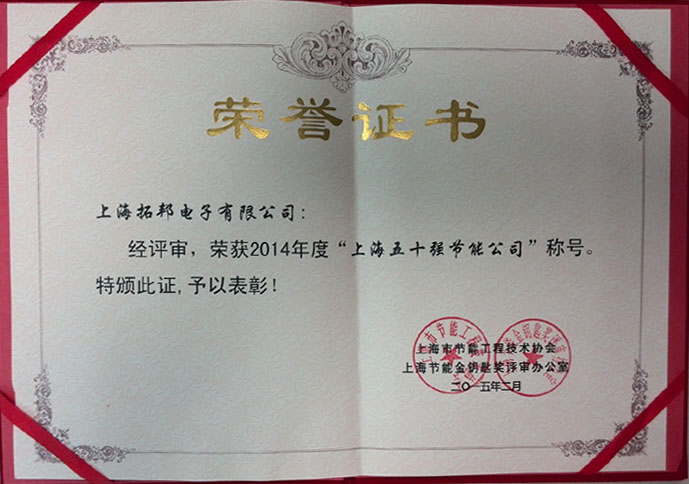 荣誉证书
上海拓邦电子有限公司：
经评审，荣获2014年度“上海五十强节能公司”称号。
特颁此证,予以表彰！
上海市节能工程技术协会
上海节能金钥匙奖评审办公室
二〇一五年二月